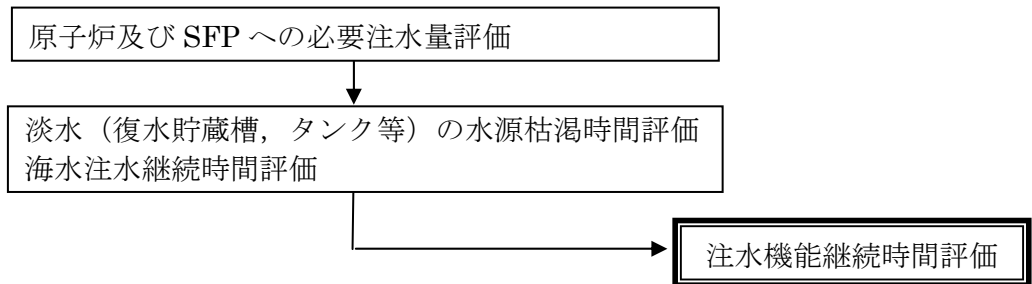 原子炉及び SFP への必要注水量評価
淡水（復水貯蔵槽，タンク等）の水源枯渇時間評価
海水注水継続時間評価
注水機能継続時間評価